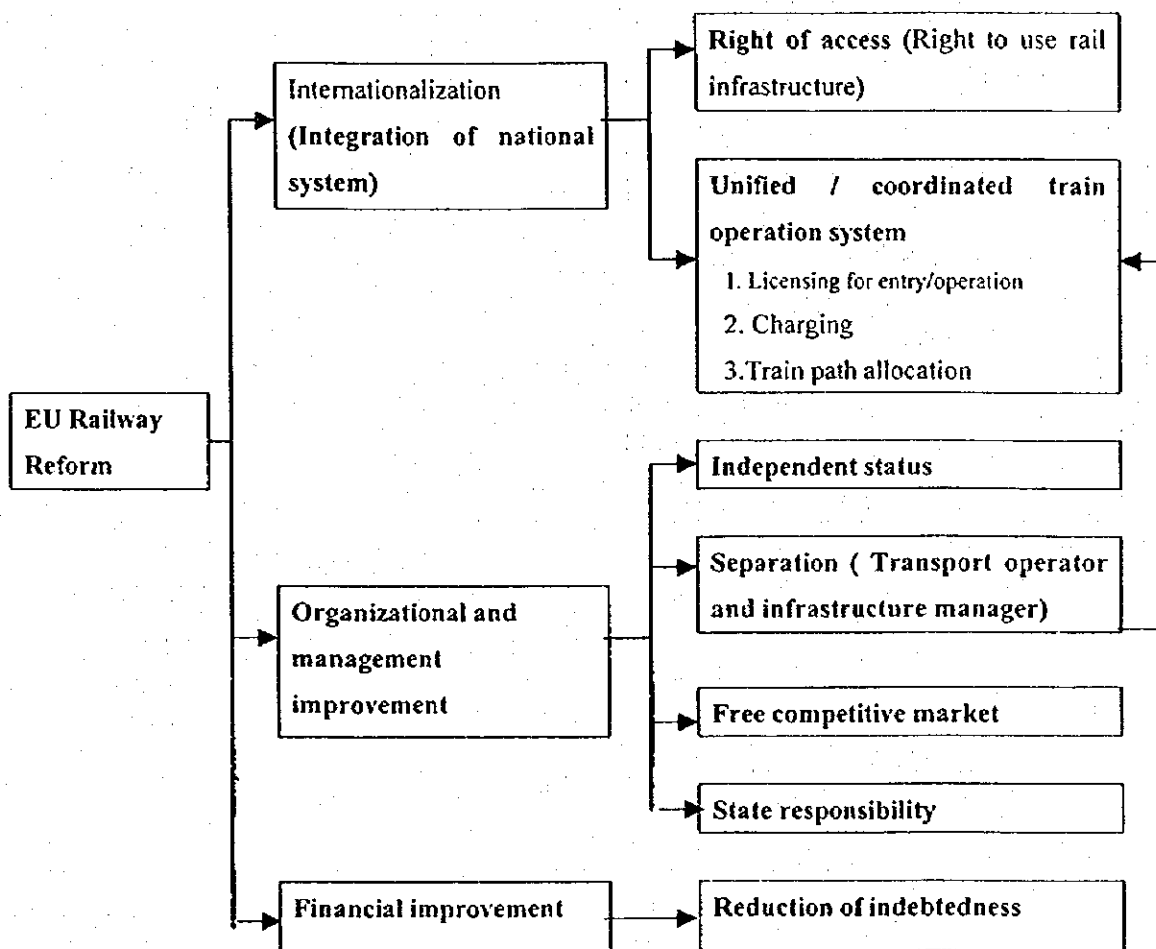 Right of access (Right to use rail
infrastructure)
Internationalization
(Integration of national
system)
Unified / coordinated train
operation system
1. Licensing for entry/operation
2. Charging
3.Train path allocation
EU Railway
Reform
Independent status
Separation ( Transport operator
and infrastructure manager)
Organizational and
management
improvement
Free competitive market
State responsibility
Financial improvement
Reduction of indebtedness